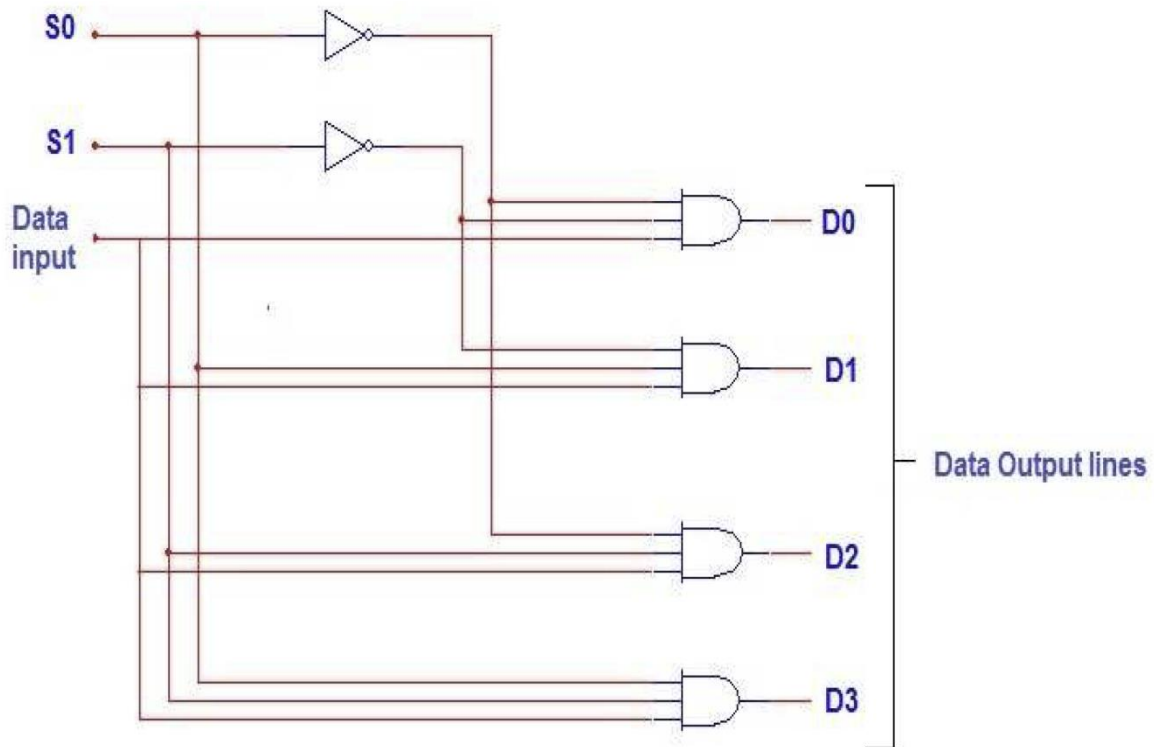 S0
S1
Data
input
D0
D1
Data Output lines
D2
D3